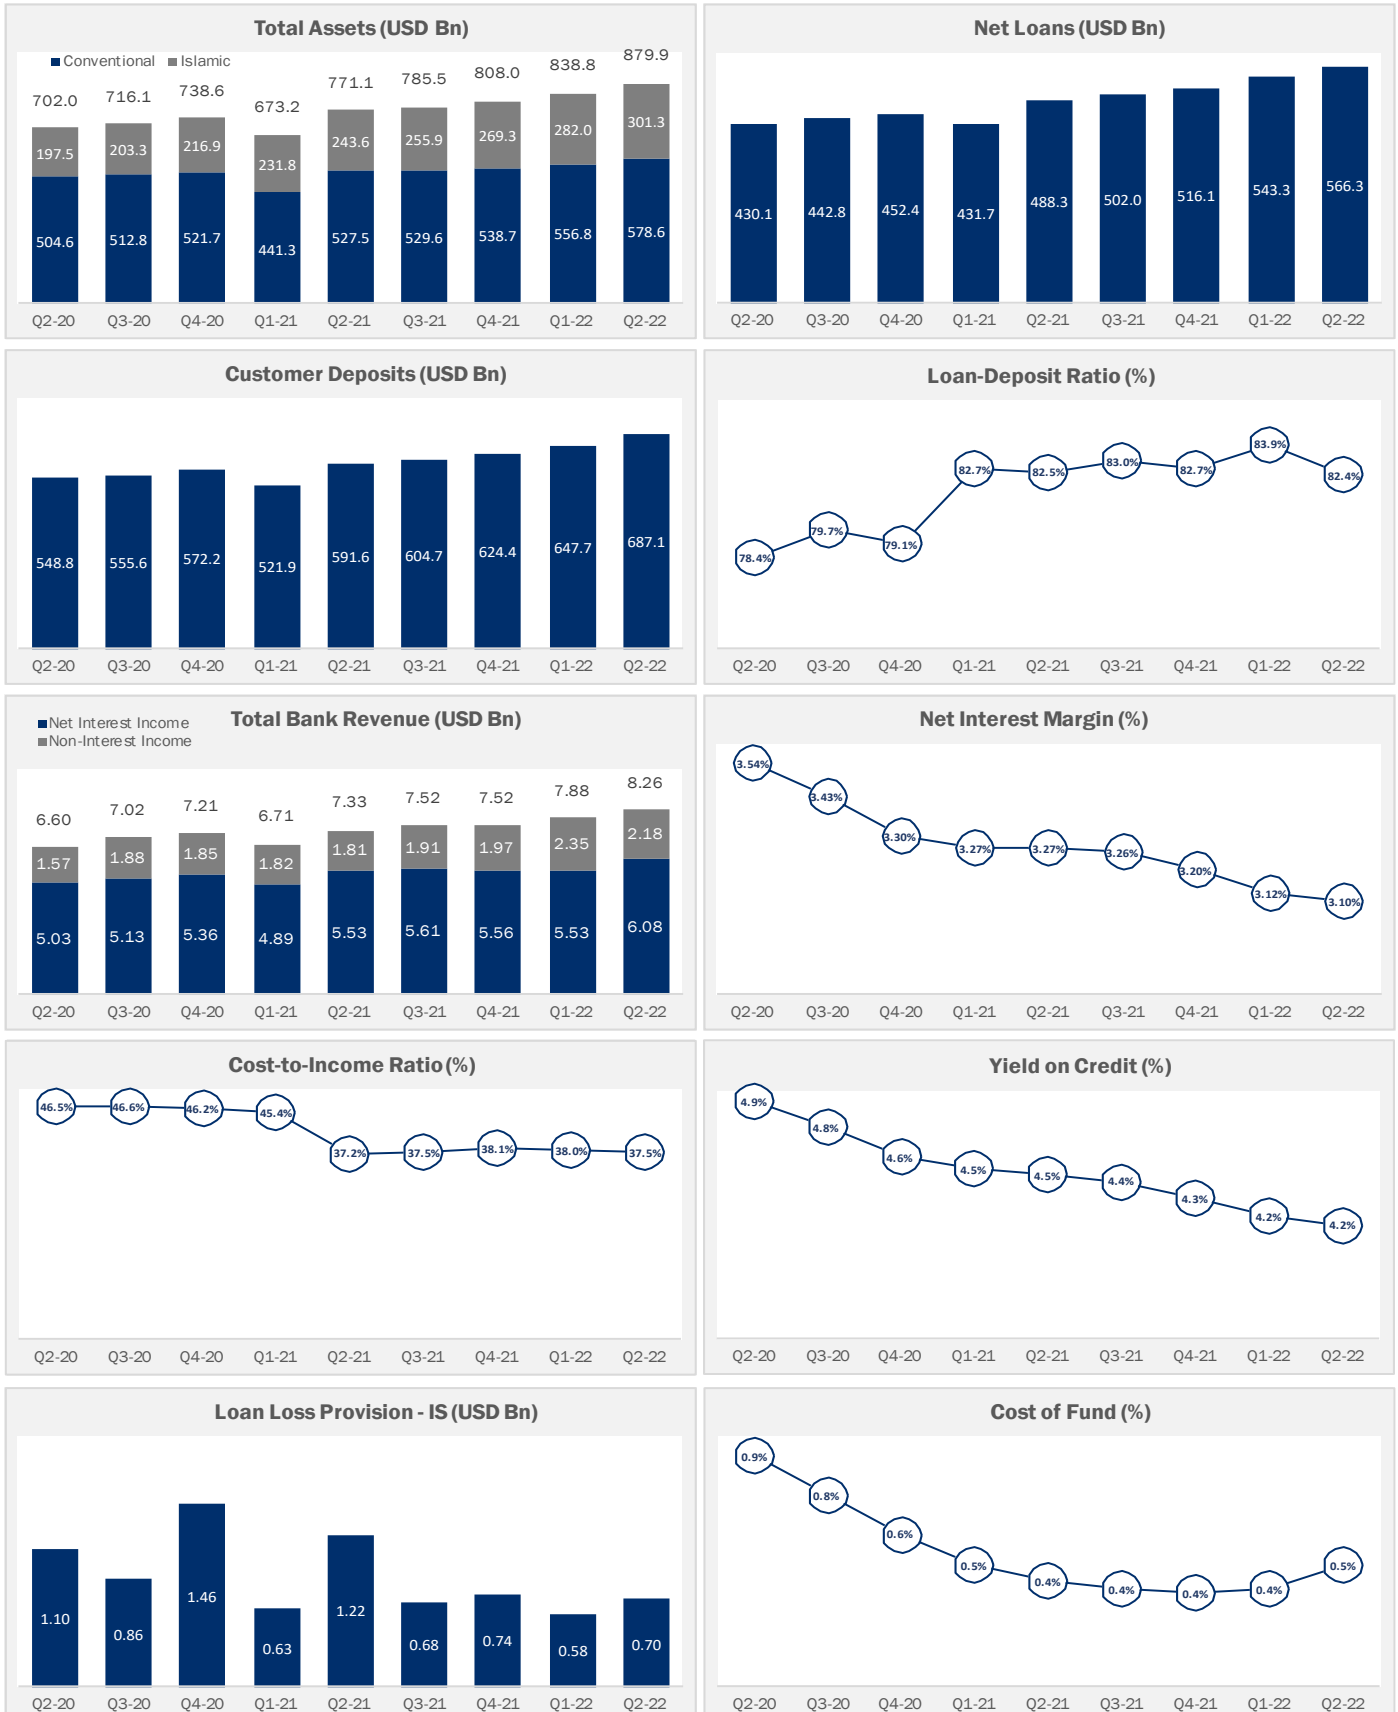 Total Assets (USD Bn)
Conventional Islamic
702.0 716.1 738.6 673.2 771.1 785.5 808.0 838.8 879.9
197.5 203.3 216.9 231.8 243.6 255.9 269.3 282.0 301.3
504.6 512.8 521.7 441.3 527.5 529.6 538.7 556.8 578.6
Q2-20 Q3-20 Q4-20 Q1-21 Q2-21 Q3-21 Q4-21 Q1-22 Q2-22
Net Loans (USD Bn)
430.1 442.8 452.4 431.7 488.3 502.0 516.1 543.3 566.3
Q2-20 Q3-20 Q4-20 Q1-21 Q2-21 Q3-21 Q4-21 Q1-22 Q2-22
Customer Deposits (USD Bn)
548.8 555.6 572.2 521.9 591.6 604.7 624.4 647.7 687.1
Q2-20 Q3-20 Q4-20 Q1-21 Q2-21 Q3-21 Q4-21 Q1-22 Q2-22
Loan-Deposit Ratio (%)
78.4% 79.7% 79.1% 82.7% 82.5% 83.0% 82.7% 83.9% 82.4%
Q2-20 Q3-20 Q4-20 Q1-21 Q2-21 Q3-21 Q4-21 Q1-22 Q2-22
Total Bank Revenue (USD Bn)
Net Interest Income
Non-Interest Income
6.60 7.02 7.21 6.71 7.33 7.52 7.52 7.88 8.26
1.57 1.88 1.85 1.82 1.81 1.91 1.97 2.35 2.18
5.03 5.13 5.36 4.89 5.53 5.61 5.56 5.53 6.08
Q2-20 Q3-20 Q4-20 Q1-21 Q2-21 Q3-21 Q4-21 Q1-22 Q2-22
Net Interest Margin (%)
3.54% 3.43% 3.30% 3.27% 3.27% 3.26% 3.20% 3.12% 3.10%
Q2-20 Q3-20 Q4-20 Q1-21 Q2-21 Q3-21 Q4-21 Q1-22 Q2-22
Cost-to-Income Ratio (%)
46.5% 46.6% 46.2% 45.4% 37.2% 37.5% 38.1% 38.0% 37.5%
Q2-20 Q3-20 Q4-20 Q1-21 Q2-21 Q3-21 Q4-21 Q1-22 Q2-22
Yield on Credit (%)
4.9% 4.8% 4.6% 4.5% 4.5% 4.4% 4.3% 4.2% 4.2%
Q2-20 Q3-20 Q4-20 Q1-21 Q2-21 Q3-21 Q4-21 Q1-22 Q2-22
Loan Loss Provision - IS (USD Bn)
1.10 0.86 1.46 0.63 1.22 0.68 0.74 0.58 0.70
Q2-20 Q3-20 Q4-20 Q1-21 Q2-21 Q3-21 Q4-21 Q1-22 Q2-22
Cost of Fund (%)
0.9% 0.8% 0.6% 0.5% 0.4% 0.4% 0.4% 0.4% 0.5%
Q2-20 Q3-20 Q4-20 Q1-21 Q2-21 Q3-21 Q4-21 Q1-22 Q2-22